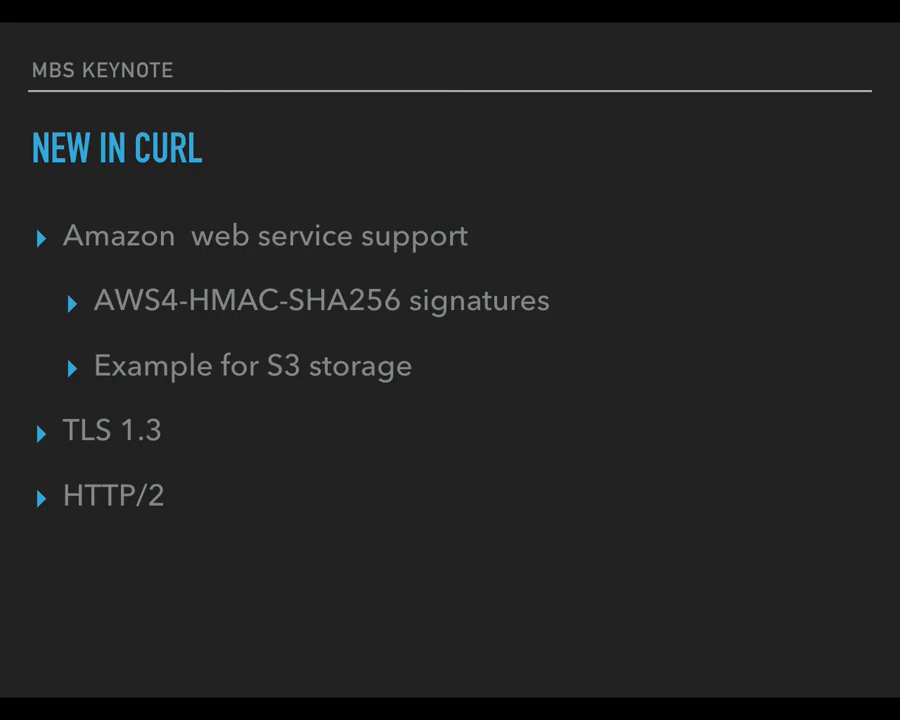 MBS KEYNOTE
NEW IN CURL
Amazon  web service support
AWS4-HMAC-SHA256 signatures
Example for S3 storage
TLS 1.3
HTTP/2